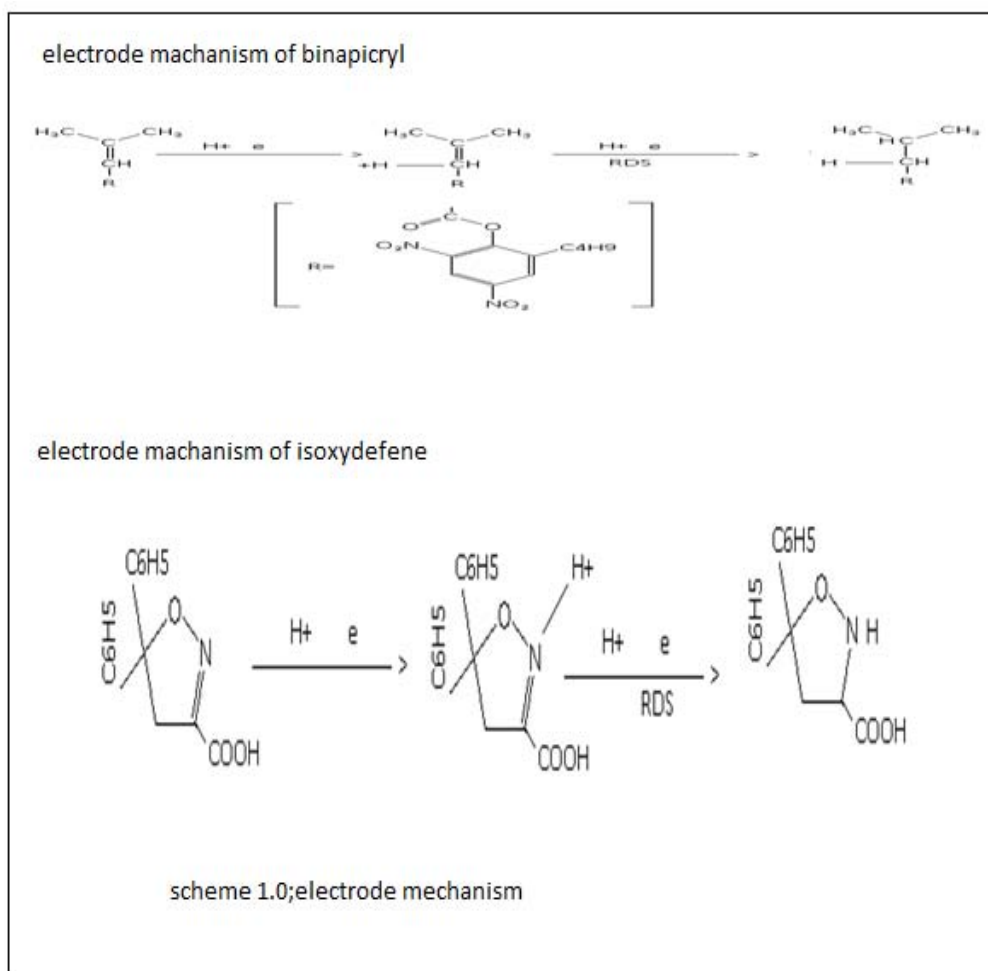 electrode machanism of binapicryl
H₃C CH₃ H₃C CH₃ H₃C CH₃
C H+ e C H+ e H C
CH +H CH RDS H CH
R R R
O C O
O₂N C4H9
R=
NO₂
electrode machanism of isoxydefene
C6H5 C6H5 H+ C6H5
C6H5 O N H+ e C6H5 O N H+ e C6H5 O N H
RDS
COOH COOH COOH
scheme 1.0;electrode mechanism